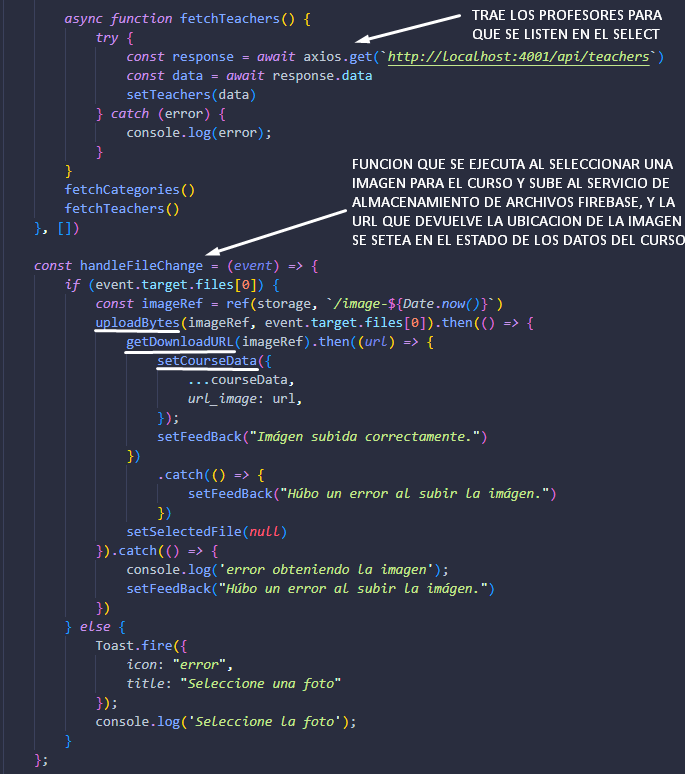 async function fetchTeachers() {
TRAE LOS PROFESORES PARA
QUE SE LISTEN EN EL SELECT
try {
const response = await axios.get(`http://localhost:4001/api/teachers`)
const data = await response.data
setTeachers(data)
} catch (error) {
console.log(error);
}
}
FUNCION QUE SE EJECUTA AL SELECCIONAR UNA
IMAGEN PARA EL CURSO Y SUBE AL SERVICIO DE
ALMACENAMIENTO DE ARCHIVOS FIREBASE, Y LA
URL QUE DEVUELVE LA UBICACION DE LA IMAGEN
SE SETEA EN EL ESTADO DE LOS DATOS DEL CURSO
fetchCategories()
fetchTeachers()
}, [])
const handleFileChange = (event) => {
if (event.target.files[0]) {
const imageRef = ref(storage, `/image-${Date.now()}`)
uploadBytes(imageRef, event.target.files[0]).then(() => {
getDownloadURL(imageRef).then((url) => {
setCourseData({
...courseData,
url_image: url,
});
setFeedBack("Imágen subida correctamente.")
})
.catch(() => {
setFeedBack("Húbo un error al subir la imágen.")
})
setSelectedFile(null)
}).catch(() => {
console.log('error obteniendo la imagen');
setFeedBack("Húbo un error al subir la imágen.")
})
} else {
Toast.fire({
icon: "error",
title: "Seleccione una foto"
});
console.log('Seleccione la foto');
}
};